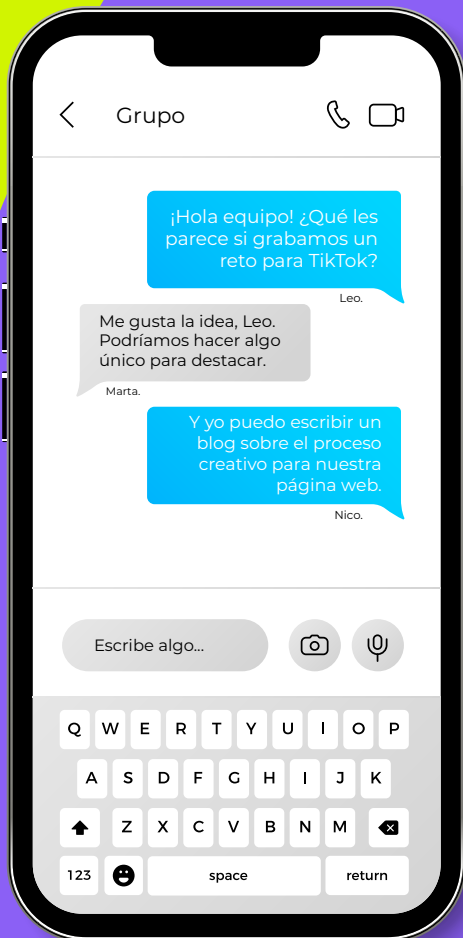 Grupo
¡Hola equipo! ¿Qué les
parece si grabamos un
reto para TikTok?
Leo.
Me gusta la idea, Leo.
Podríamos hacer algo
único para destacar.
Marta.
Y yo puedo escribir un
blog sobre el proceso
creativo para nuestra
página web.
Nico.
Escribe algo...
Q W E R T Y U I O P
A S D F G H I J K
Z X C V B N M
123 space return